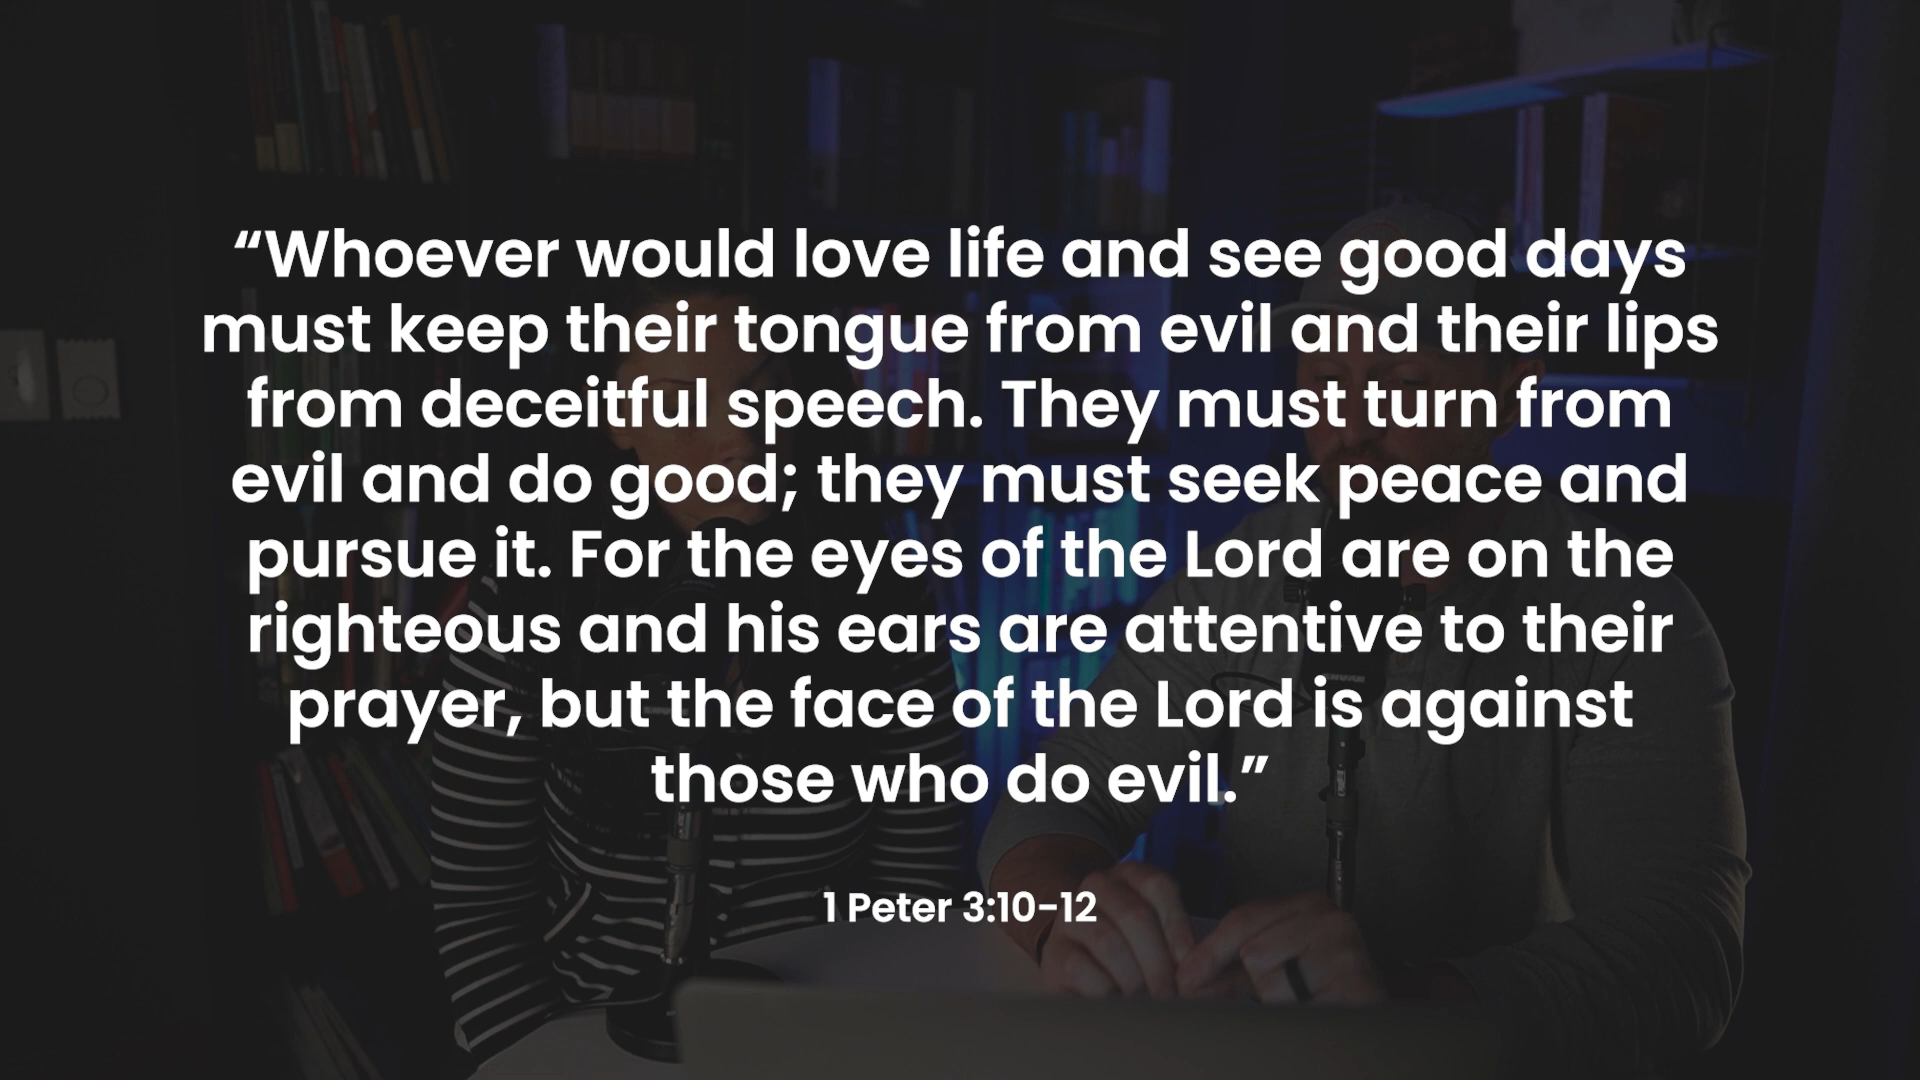 “Whoever would love life and see good days
must keep their tongue from evil and their lips
from deceitful speech. They must turn from
evil and do good; they must seek peace and
pursue it. For the eyes of the Lord are on the
righteous and his ears are attentive to their
prayer, but the face of the Lord is against
those who do evil.”
1 Peter 3:10-12